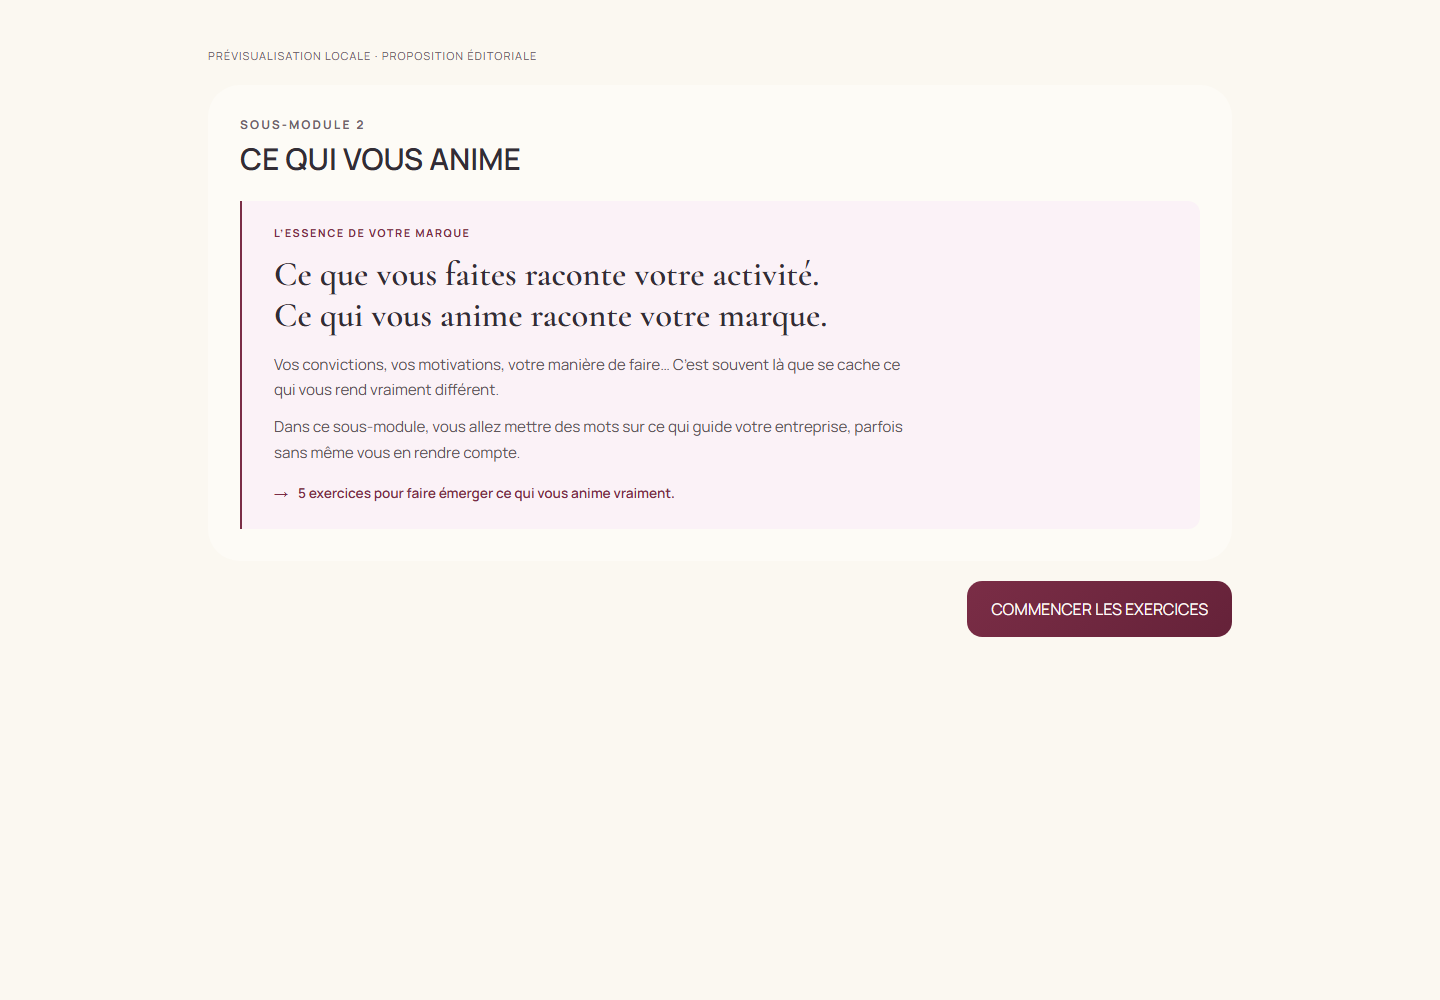 PRÉVISUALISATION LOCALE · PROPOSITION ÉDITORIALE
SOUS-MODULE 2
CE QUI VOUS ANIME
L'ESSENCE DE VOTRE MARQUE
Ce que vous faites raconte votre activité.
Ce qui vous anime raconte votre marque.
Vos convictions, vos motivations, votre manière de faire… C'est souvent là que se cache ce
qui vous rend vraiment différent.
Dans ce sous-module, vous allez mettre des mots sur ce qui guide votre entreprise, parfois
sans même vous en rendre compte.
→ 5 exercices pour faire émerger ce qui vous anime vraiment.
COMMENCER LES EXERCICES